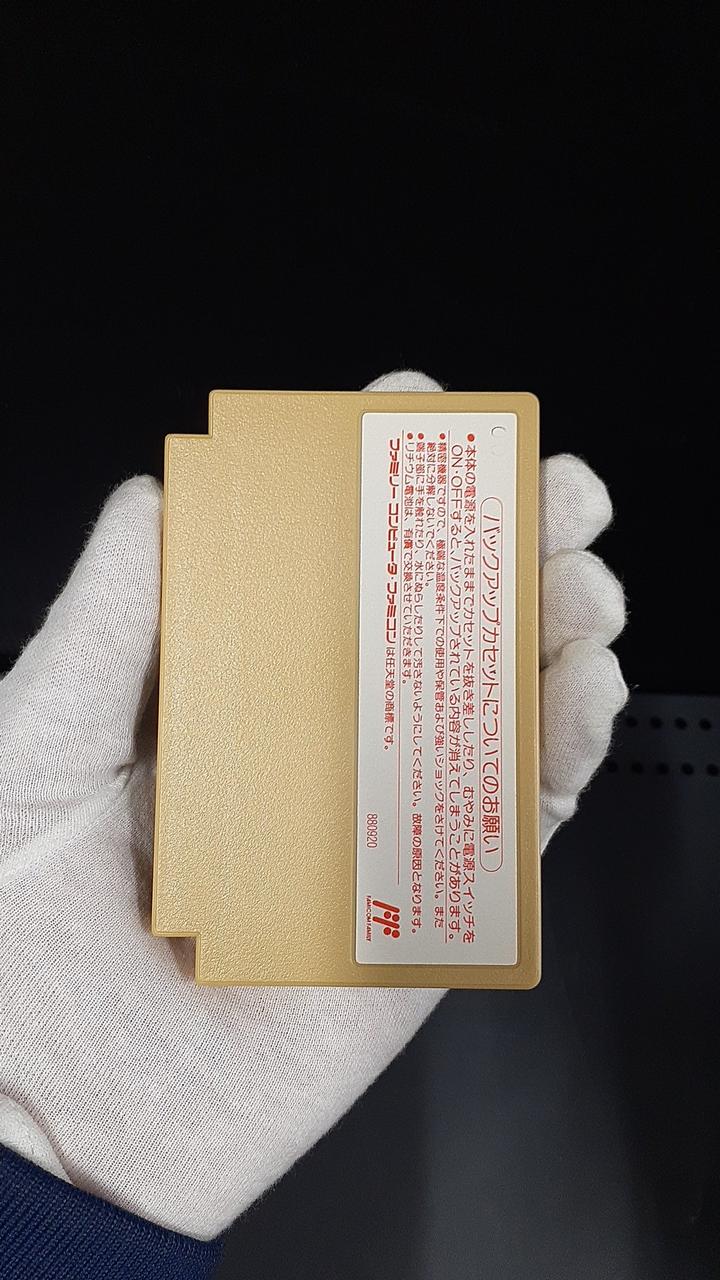 バックアップカセットについてのお願い
●本体の電源を入れたままでカセットを抜き差ししたり、むやみに電源スイッチを
ON・OFFすると、バックアップされている内容が消えてしまうことがあります。
●精密機器ですので、極端な温度条件下での使用や保管および強いショックをさけてください。また
絶対に分解しないでください。
●端子部に手を触れたり、水にぬらしたりして汚さないようにしてください。故障の原因となります。
●リチウム電池は、有償で交換させていただきます。
ファミリーコンピュータ・ファミコンは任天堂の商標です。
880920
FAMICOM FAMILY